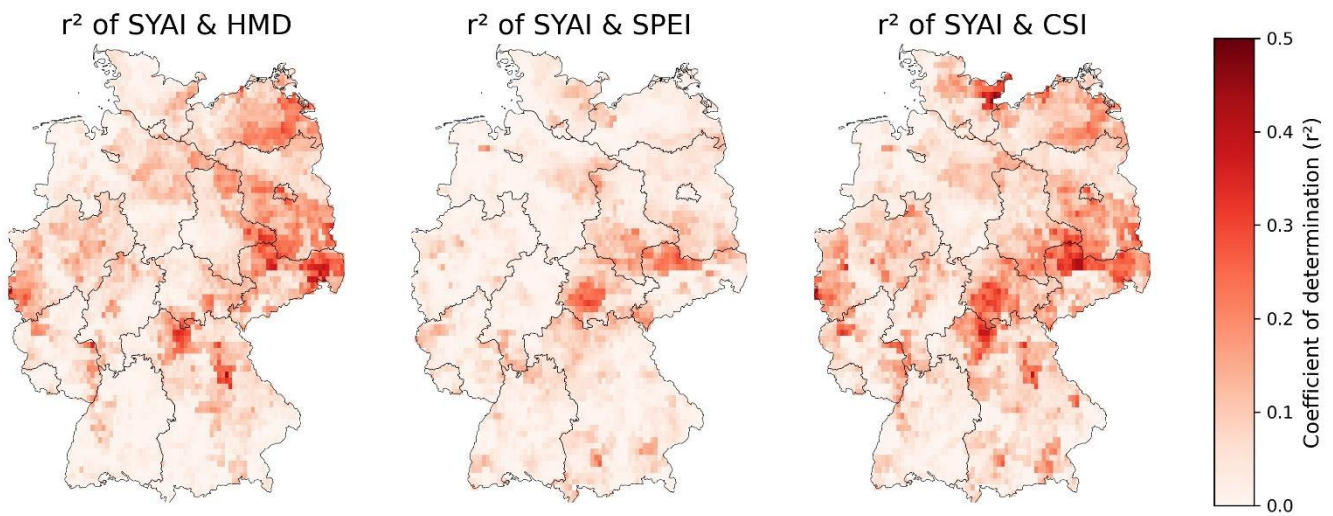 r² of SYAI & HMD
r² of SYAI & SPEI
r² of SYAI & CSI
0.5
0.4
0.3
0.2
0.1
0.0
Coefficient of determination (r²)